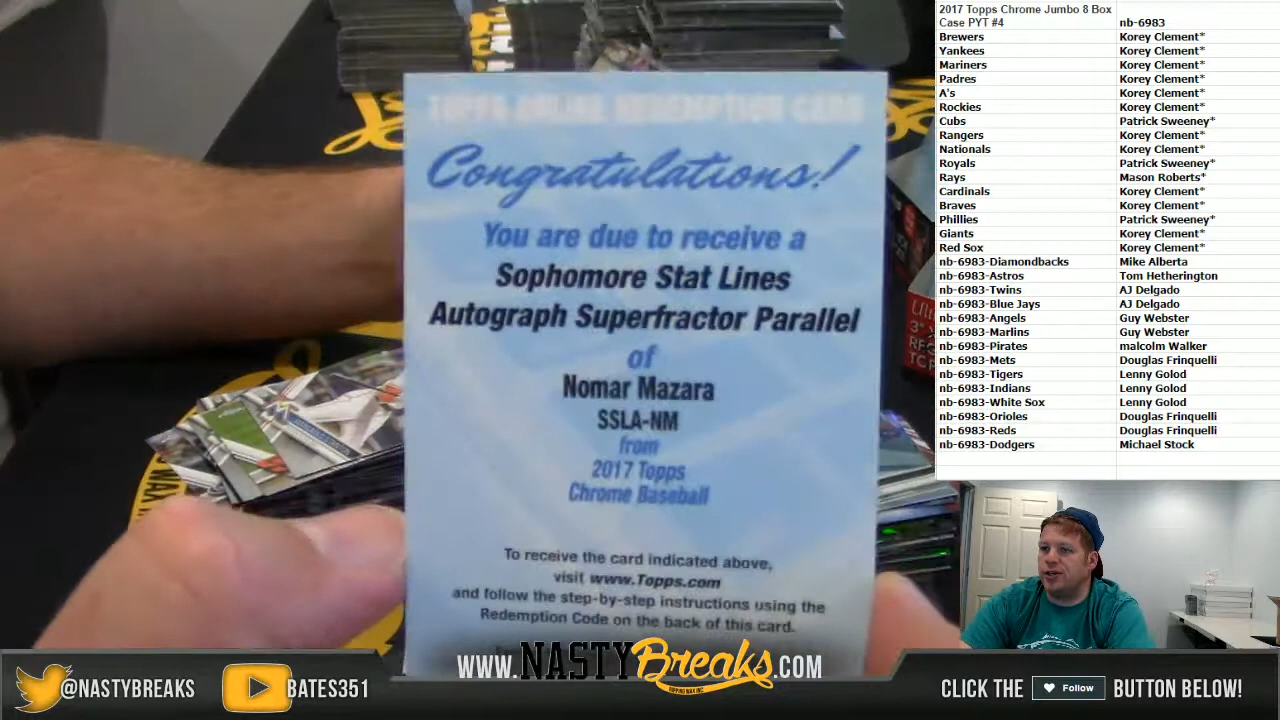 TOPPS ONLINE REDEMPTION CARD
Congratulations!
You are due to receive a
Sophomore Stat Lines
Autograph Superfractor Parallel
of
Nomar Mazara
SSLA-NM
from
2017 Topps
Chrome Baseball
To receive the card indicated above,
visit www.Topps.com
and follow the step-by-step instructions using the
Redemption Code on the back of this card.
2017 Topps Chrome Jumbo 8 Box
Case PYT #4 nb-6983
Brewers Korey Clement*
Yankees Korey Clement*
Mariners Korey Clement*
Padres Korey Clement*
A's Korey Clement*
Rockies Korey Clement*
Cubs Patrick Sweeney*
Rangers Korey Clement*
Nationals Korey Clement*
Royals Patrick Sweeney*
Rays Mason Roberts*
Cardinals Korey Clement*
Braves Korey Clement*
Phillies Patrick Sweeney*
Giants Korey Clement*
Red Sox Korey Clement*
nb-6983-Diamondbacks Mike Alberta
nb-6983-Astros Tom Hetherington
nb-6983-Twins AJ Delgado
nb-6983-Blue Jays AJ Delgado
nb-6983-Angels Guy Webster
nb-6983-Marlins Guy Webster
nb-6983-Pirates malcolm Walker
nb-6983-Mets Douglas Frinquelli
nb-6983-Tigers Lenny Golod
nb-6983-Indians Lenny Golod
nb-6983-White Sox Lenny Golod
nb-6983-Orioles Douglas Frinquelli
nb-6983-Reds Douglas Frinquelli
nb-6983-Dodgers Michael Stock
@NASTYBREAKS
BATES351
WWW.NASTYBreaks.COM
RIPPING WAX INC
CLICK THE Follow BUTTON BELOW!